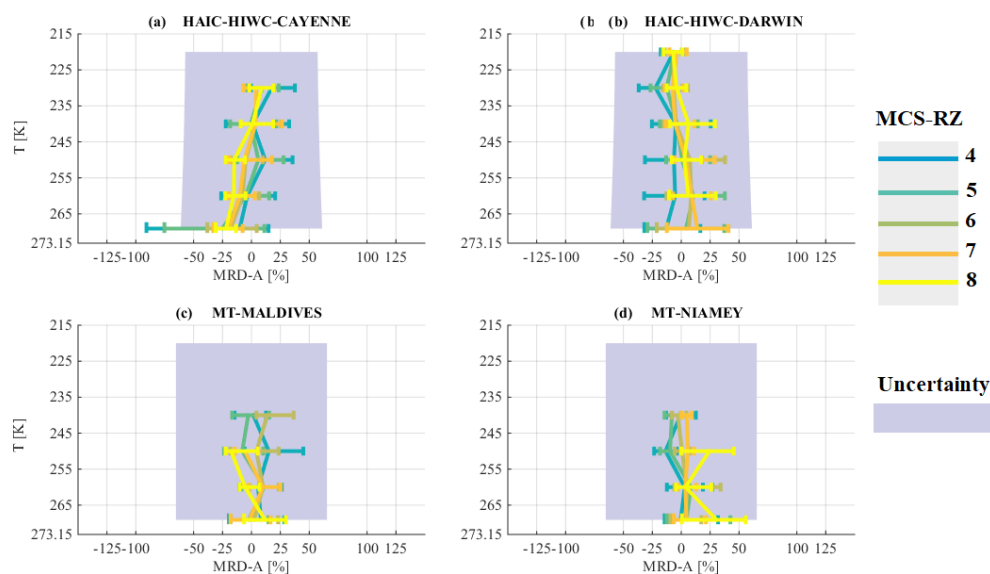 (a) HAIC-HIWC-CAYENNE
(b (b) HAIC-HIWC-DARWIN
215
225
235
245
255
265
273.15
T [K]
-125-100 -50 -25 0 25 50 100 125
MRD-A [%]
215
225
235
245
255
265
273.15
-125-100 -50 -25 0 25 50 100 125
MRD-A [%]
MCS-RZ
4
5
6
7
8
(c) MT-MALDIVES
(d) MT-NIAMEY
215
225
235
245
255
265
273.15
T [K]
-125-100 -50 -25 0 25 50 100 125
MRD-A [%]
215
225
235
245
255
265
273.15
-125-100 -50 -25 0 25 50 100 125
MRD-A [%]
Uncertainty